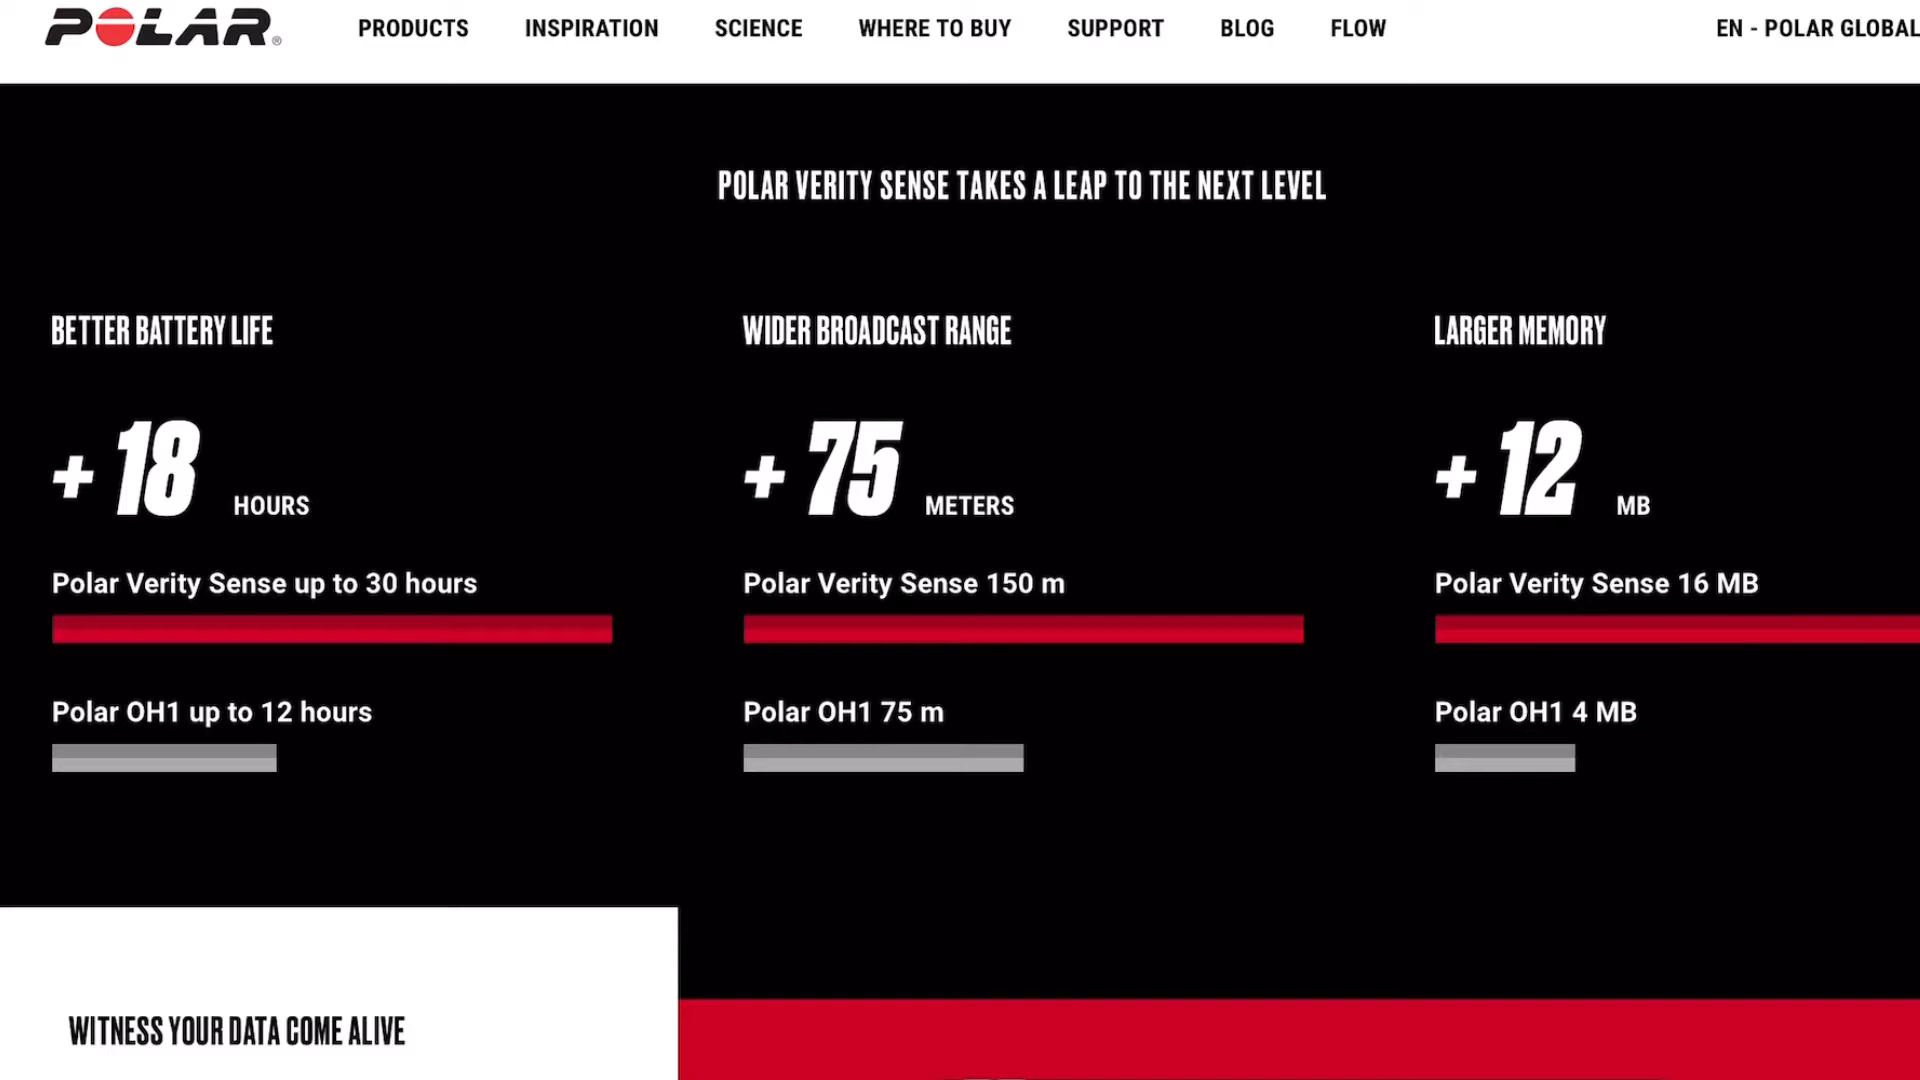 POLAR®
PRODUCTS INSPIRATION SCIENCE WHERE TO BUY SUPPORT BLOG FLOW EN - POLAR GLOBAL
POLAR VERITY SENSE TAKES A LEAP TO THE NEXT LEVEL
BETTER BATTERY LIFE
+ 18 HOURS
Polar Verity Sense up to 30 hours
Polar OH1 up to 12 hours
WIDER BROADCAST RANGE
+ 75 METERS
Polar Verity Sense 150 m
Polar OH1 75 m
LARGER MEMORY
+ 12 MB
Polar Verity Sense 16 MB
Polar OH1 4 MB
WITNESS YOUR DATA COME ALIVE